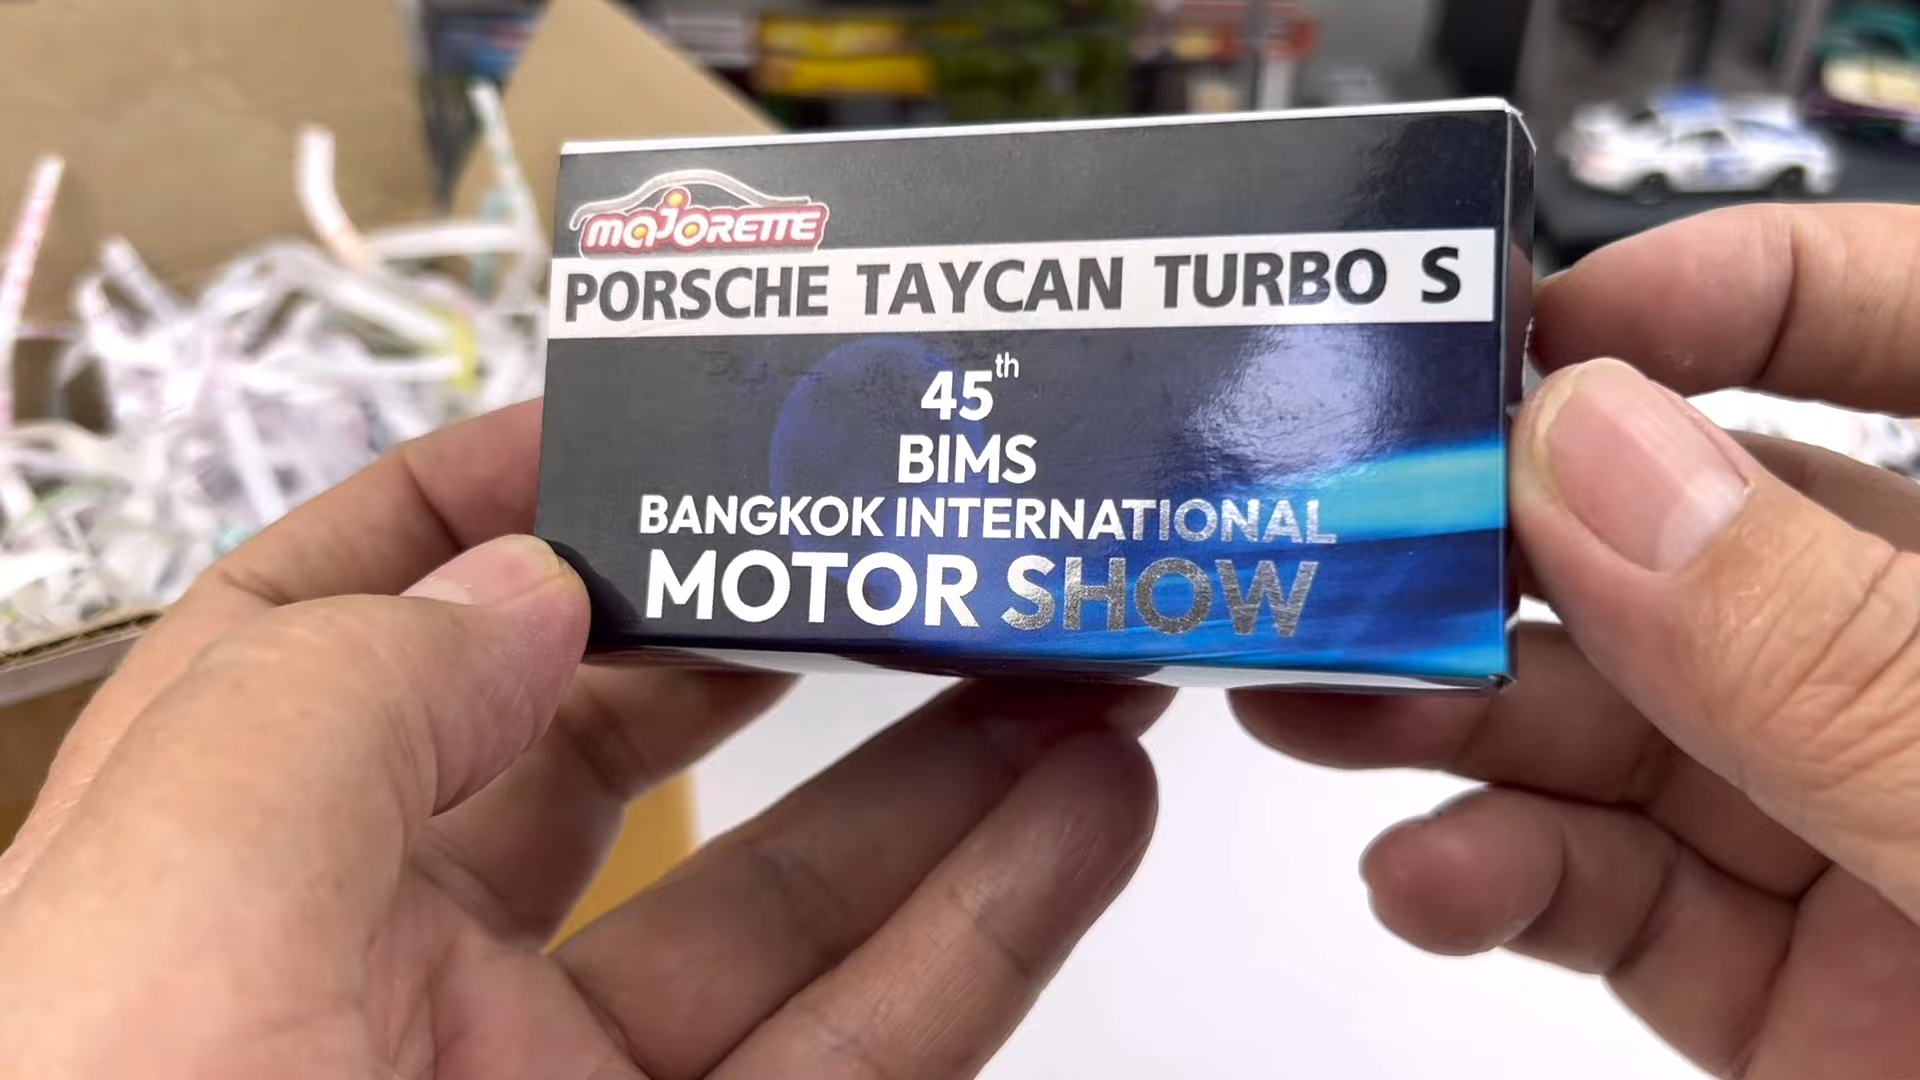 majORETTE
PORSCHE TAYCAN TURBO S
45th
BIMS
BANGKOK INTERNATIONAL
MOTOR SHOW